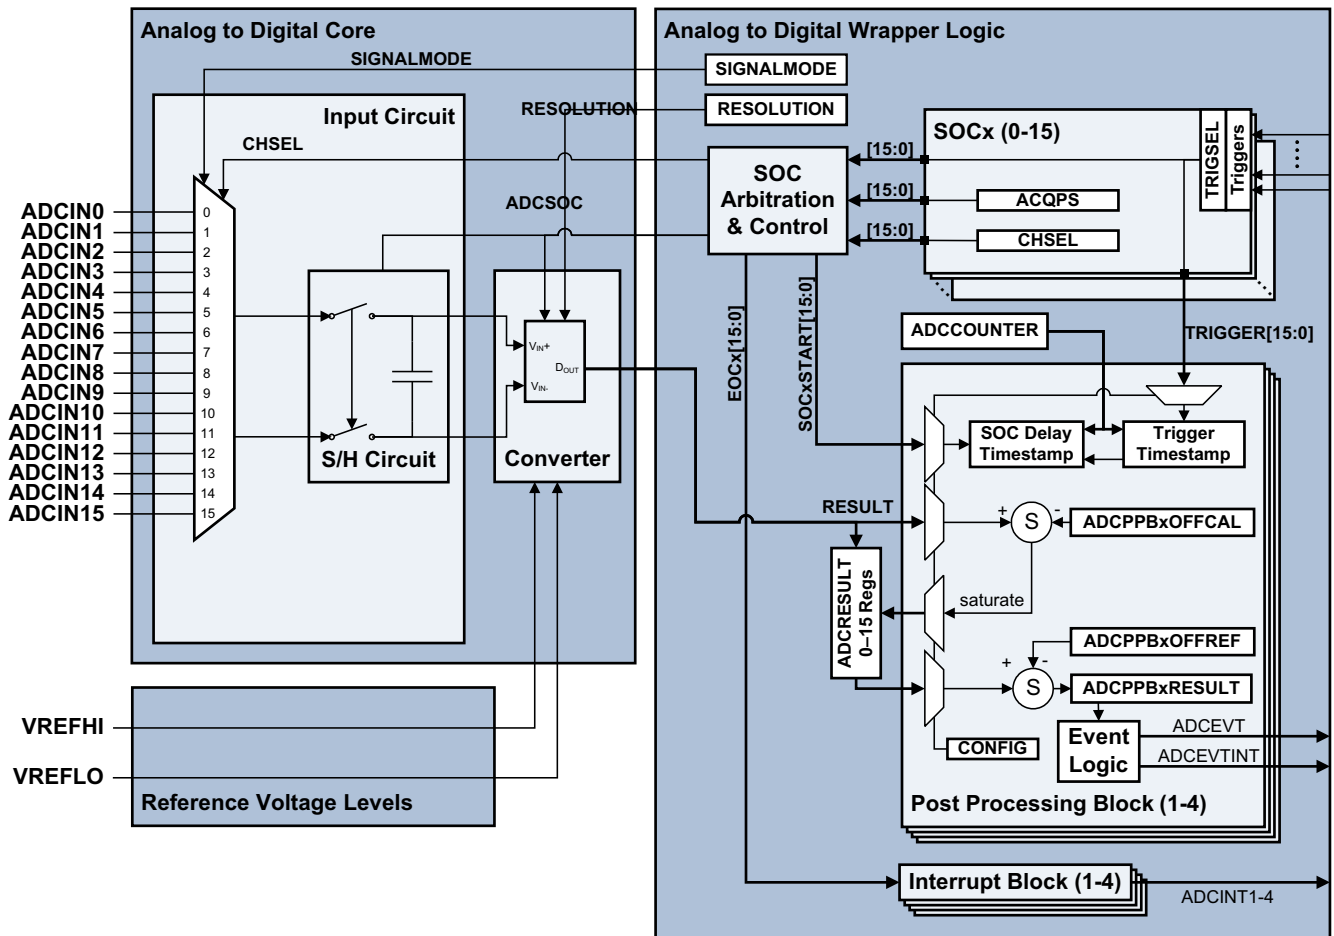 Analog to Digital Core
SIGNALMODE
Input Circuit
RESOLUTION
CHSEL
ADCSOC
ADCIN0
ADCIN1
ADCIN2
ADCIN3
ADCIN4
ADCIN5
ADCIN6
ADCIN7
ADCIN8
ADCIN9
ADCIN10
ADCIN11
ADCIN12
ADCIN13
ADCIN14
ADCIN15
0
1
2
3
4
5
6
7
8
9
10
11
12
13
14
15
S/H Circuit
VIN+
DOUT
VIN-
Converter
VREFHI
VREFLO
Reference Voltage Levels
Analog to Digital Wrapper Logic
SIGNALMODE
RESOLUTION
SOC
Arbitration
& Control
[15:0]
[15:0]
[15:0]
SOCx (0-15)
ACQPS
CHSEL
TRIGSEL
Triggers
EOCx[15:0]
SOCxSTART[15:0]
ADCCOUNTER
TRIGGER[15:0]
SOC Delay
Timestamp
Trigger
Timestamp
RESULT
+
S
-
ADCPPBxOFFCAL
ADCRESULT
0–15 Regs
saturate
ADCPPBxOFFREF
+
-
S
ADCPPBxRESULT
CONFIG
Event
Logic
ADCEVT
ADCEVTINT
Post Processing Block (1-4)
Interrupt Block (1-4)
ADCINT1-4